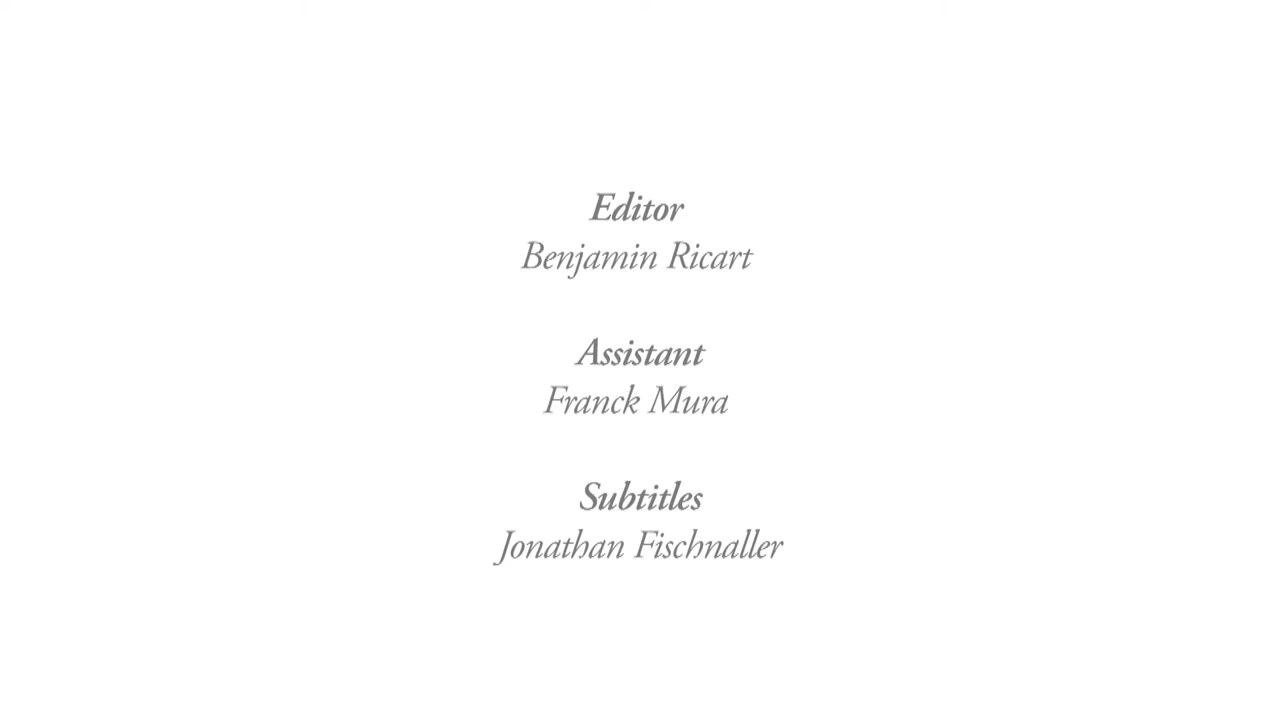 Editor
Benjamin Ricart
Assistant
Franck Mura
Subtitles
Jonathan Fischnaller